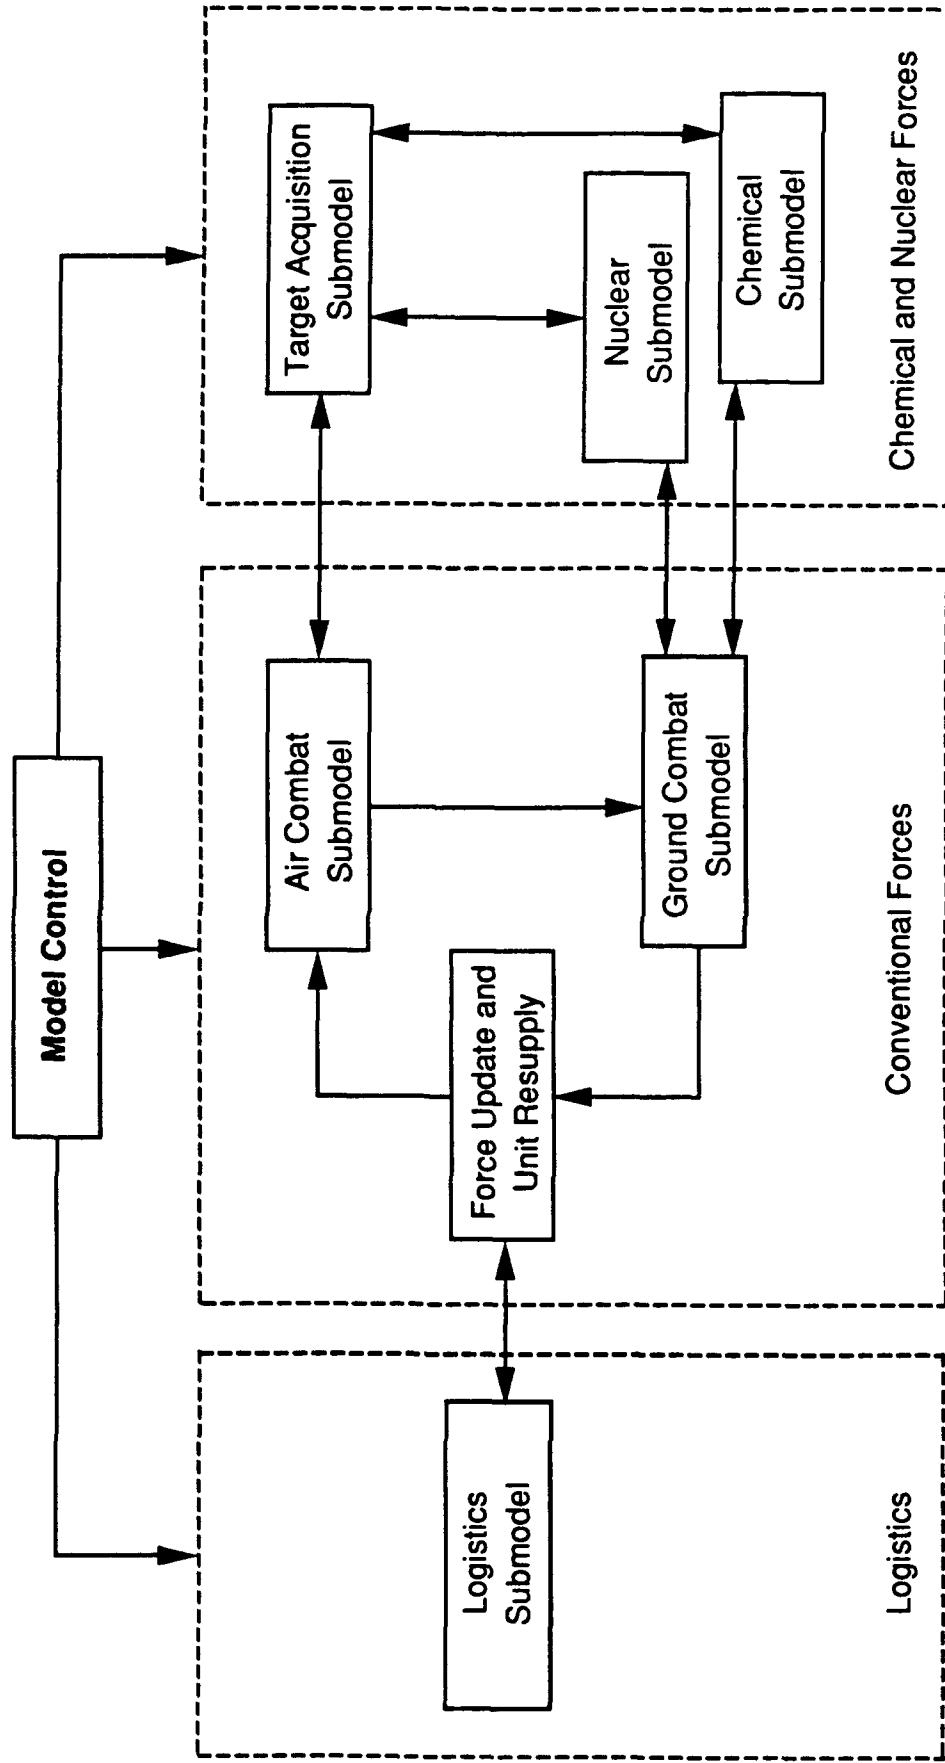 Model Control
Logistics
Submodel
Logistics
Force Update and
Unit Resupply
Air Combat
Submodel
Ground Combat
Submodel
Conventional Forces
Target Acquisition
Submodel
Nuclear
Submodel
Chemical
Submodel
Chemical and Nuclear Forces